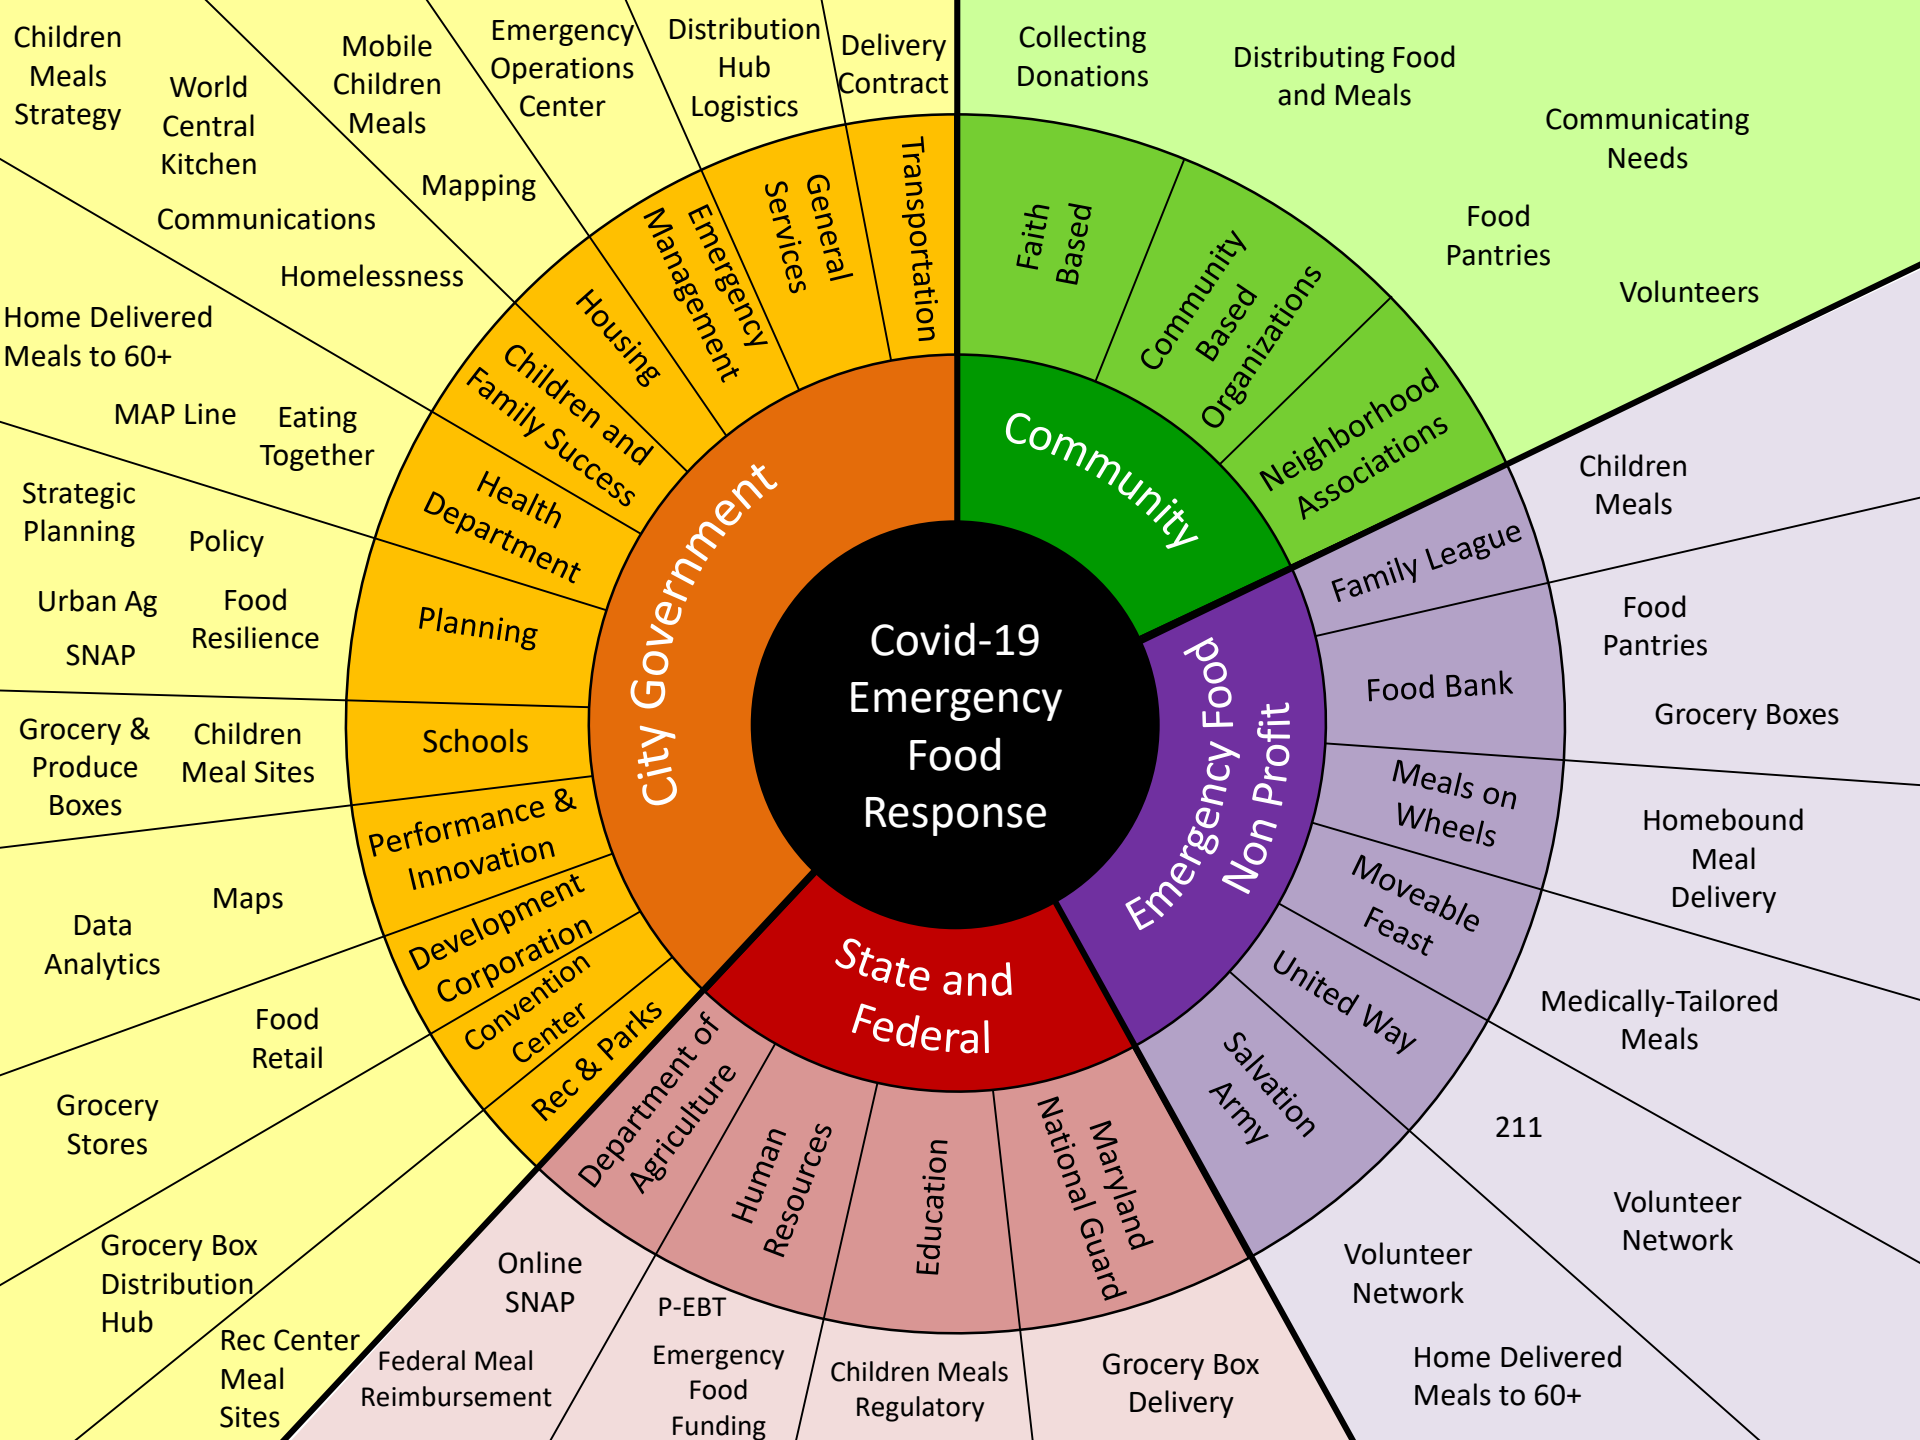 Covid-19
Emergency
Food
Response
Community
Emergency Food
Non Profit
State and
Federal
City Government
Faith
Based
Community
Based
Organizations
Neighborhood
Associations
Collecting
Donations
Distributing Food
and Meals
Communicating
Needs
Food
Pantries
Volunteers
Family League
Children
Meals
Food Bank
Food
Pantries
Grocery Boxes
Meals on
Wheels
Homebound
Meal
Delivery
Moveable
Feast
Medically-Tailored
Meals
United Way
211
Volunteer
Network
Salvation
Army
Volunteer
Network
Home Delivered
Meals to 60+
Maryland
National Guard
Grocery Box
Delivery
Education
Children Meals
Regulatory
Human
Resources
P-EBT
Emergency
Food
Funding
Department of
Agriculture
Online
SNAP
Federal Meal
Reimbursement
Rec & Parks
Rec Center
Meal
Sites
Convention
Center
Grocery Box
Distribution
Hub
Development
Corporation
Food
Retail
Grocery
Stores
Performance &
Innovation
Maps
Data
Analytics
Schools
Grocery &
Produce
Boxes
Children
Meal Sites
Planning
Strategic
Planning
Policy
Urban Ag
Food
Resilience
SNAP
Health
Department
Home Delivered
Meals to 60+
MAP Line
Eating
Together
Children and
Family Success
Children
Meals
Strategy
World
Central
Kitchen
Communications
Homelessness
Housing
Mobile
Children
Meals
Mapping
Emergency
Management
Emergency
Operations
Center
General
Services
Distribution
Hub
Logistics
Transportation
Delivery
Contract